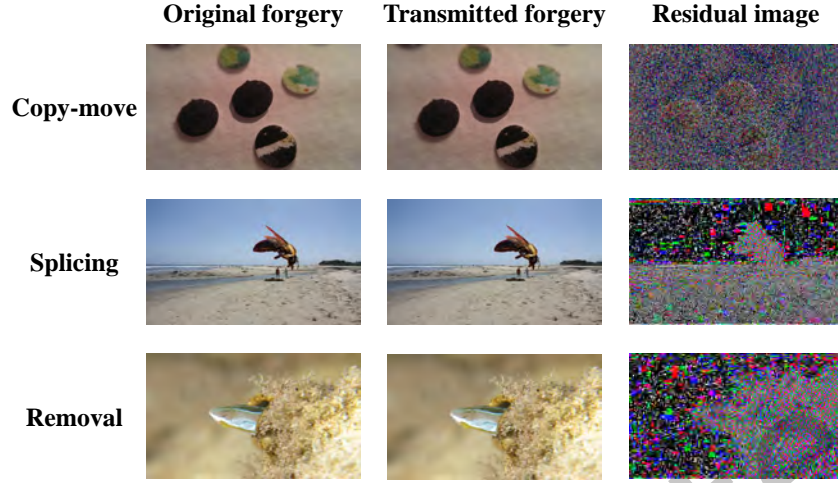 Original forgery Transmitted forgery Residual image
Copy-move
Splicing
Removal